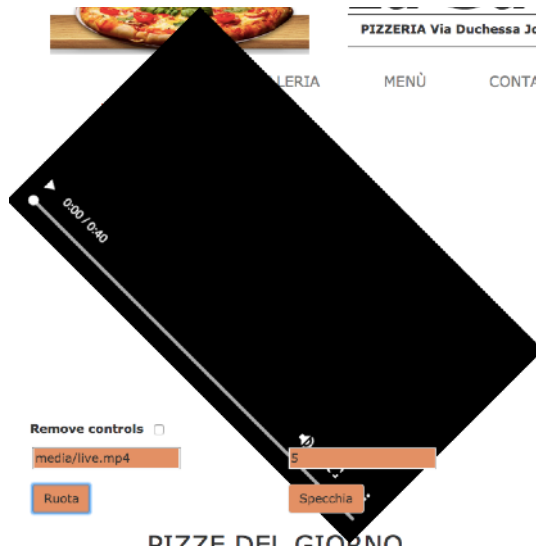 PIZZERIA Via Duchessa
LERIA MENÙ CONTA
0:00 / 0:40
Remove controls
media/live.mp4 5
Ruota Specchia
PIZZE DEL GIORNO